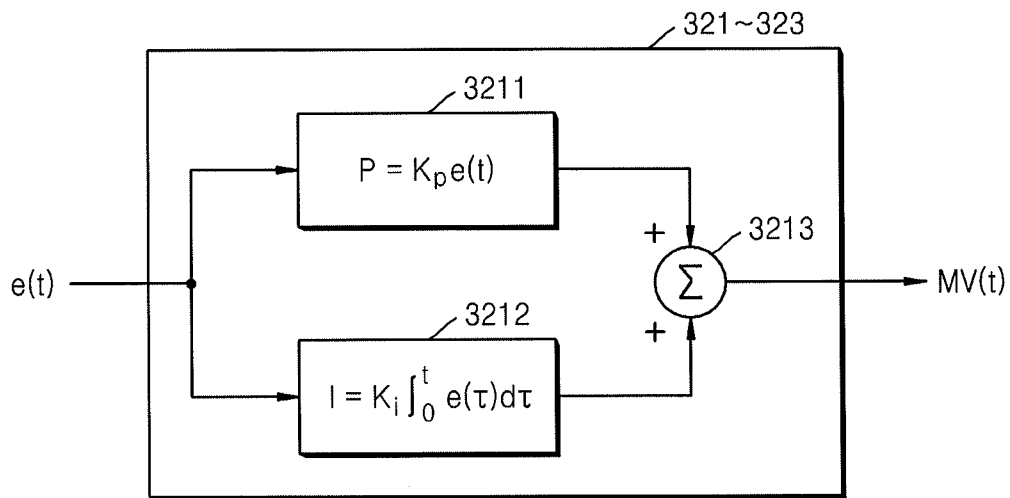 321~323
3211
P = Kₚe(t)
+
3213
e(t)
Σ
MV(t)
3212
+
I = Kᵢ∫₀ᵗ e(τ)dτ